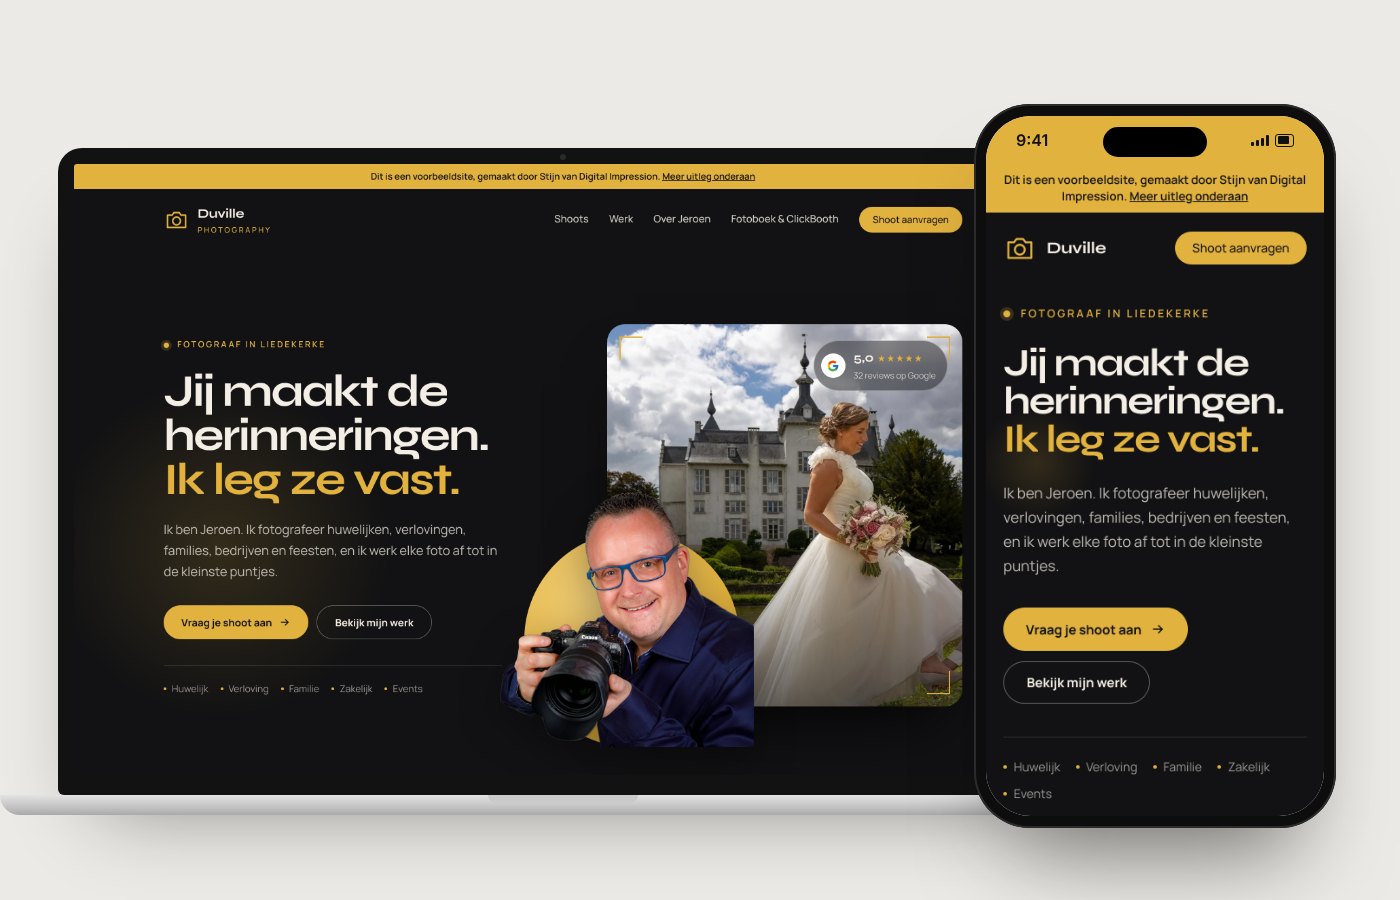 Dit is een voorbeeldsite, gemaakt door Stijn van Digital Impression. Meer uitleg onderaan
Duville
PHOTOGRAPHY
Shoots
Werk
Over Jeroen
Fotoboek & ClickBooth
Shoot aanvragen
FOTOGRAAF IN LIEDEKERKE
Jij maakt de
herinneringen.
Ik leg ze vast.
Ik ben Jeroen. Ik fotografeer huwelijken, verlovingen,
families, bedrijven en feesten, en ik werk elke foto af tot in
de kleinste puntjes.
Vraag je shoot aan →
Bekijk mijn werk
• Huwelijk • Verloving • Familie • Zakelijk • Events
5,0 ★★★★★
32 reviews op Google
Canon
9:41
Dit is een voorbeeldsite, gemaakt door Stijn van Digital
Impression. Meer uitleg onderaan
Duville
Shoot aanvragen
FOTOGRAAF IN LIEDEKERKE
Jij maakt de
herinneringen.
Ik leg ze vast.
Ik ben Jeroen. Ik fotografeer huwelijken,
verlovingen, families, bedrijven en feesten,
en ik werk elke foto af tot in de kleinste
puntjes.
Vraag je shoot aan →
Bekijk mijn werk
• Huwelijk • Verloving • Familie • Zakelijk
• Events